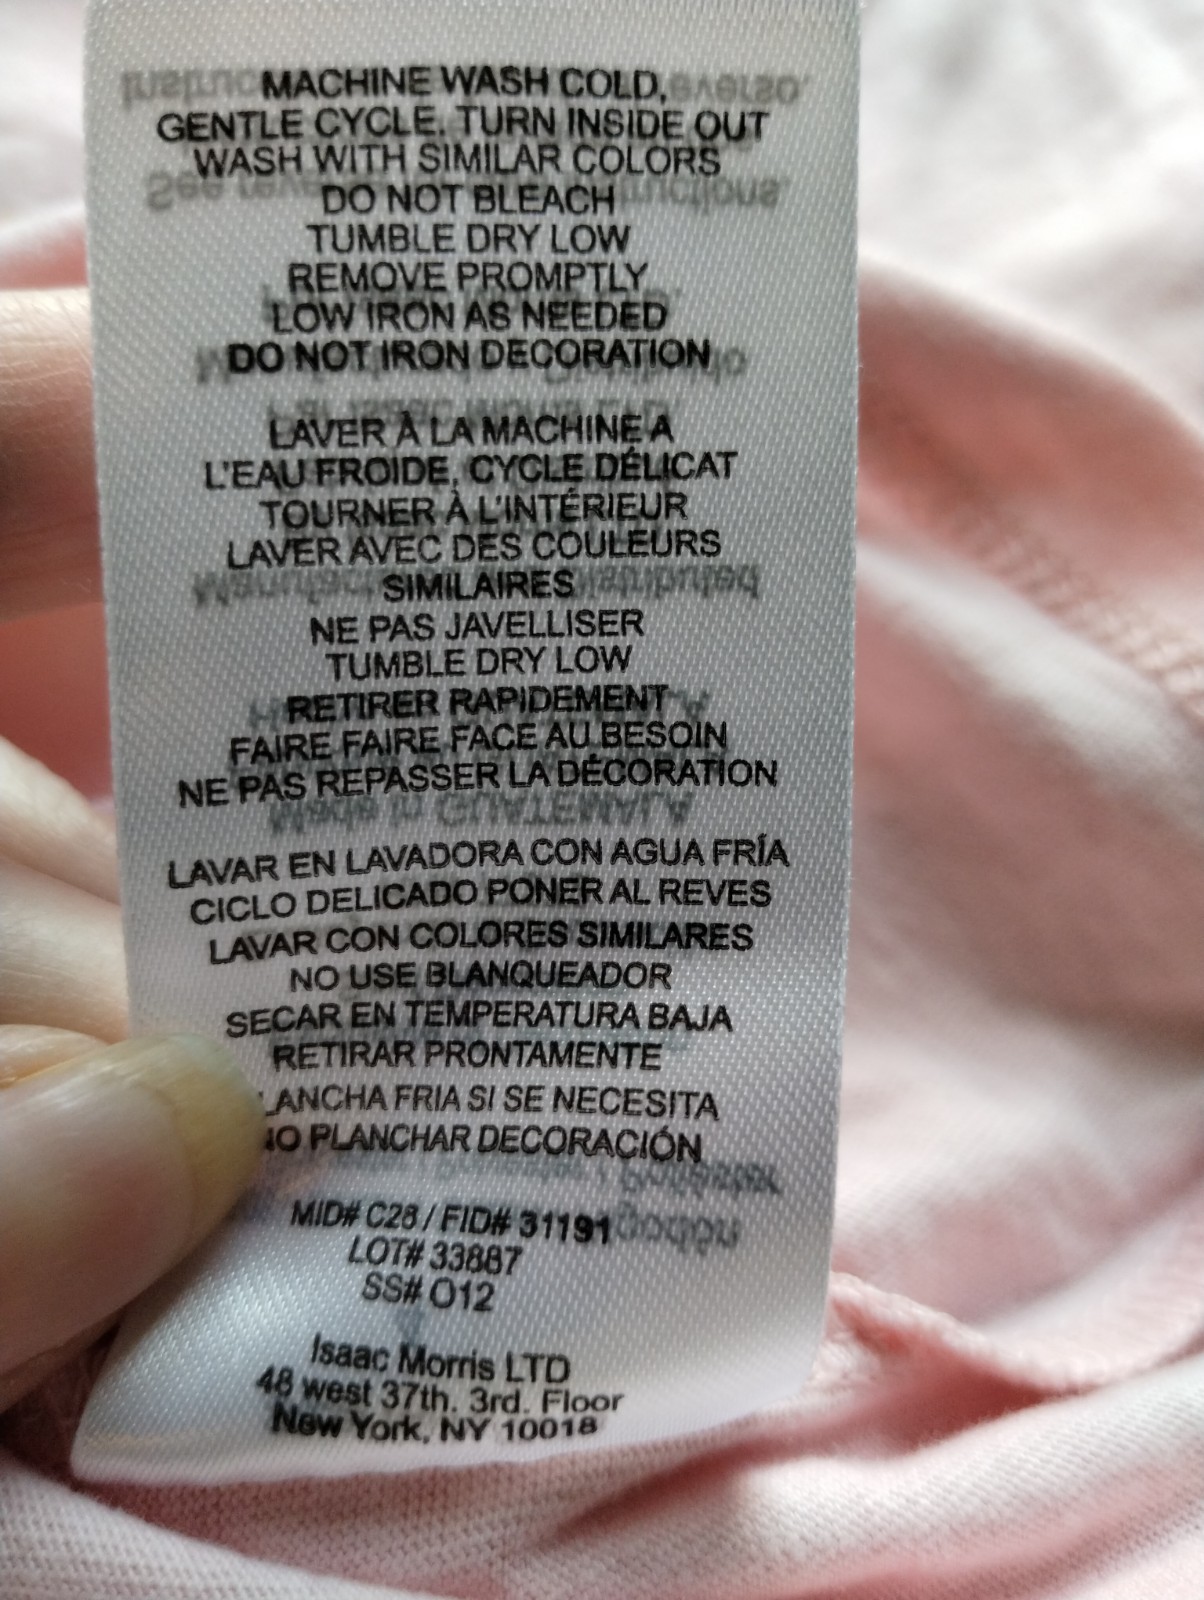 MACHINE WASH COLD,
GENTLE CYCLE. TURN INSIDE OUT
WASH WITH SIMILAR COLORS
DO NOT BLEACH
TUMBLE DRY LOW
REMOVE PROMPTLY
LOW IRON AS NEEDED
DO NOT IRON DECORATION
LAVER À LA MACHINE A
L'EAU FROIDE, CYCLE DÉLICAT
TOURNER À L'INTÉRIEUR
LAVER AVEC DES COULEURS
SIMILAIRES
NE PAS JAVELLISER
TUMBLE DRY LOW
RETIRER RAPIDEMENT
FAIRE FAIRE FACE AU BESOIN
NE PAS REPASSER LA DÉCORATION
LAVAR EN LAVADORA CON AGUA FRÍA
CICLO DELICADO PONER AL REVES
LAVAR CON COLORES SIMILARES
NO USE BLANQUEADOR
SECAR EN TEMPERATURA BAJA
RETIRAR PRONTAMENTE
LANCHA FRIA SI SE NECESITA
NO PLANCHAR DECORACIÓN
MID# C28 / FID# 31191
LOT# 33887
SS# O12
Isaac Morris LTD
48 west 37th. 3rd. Floor
New York, NY 10018
Made in GUATEMALA